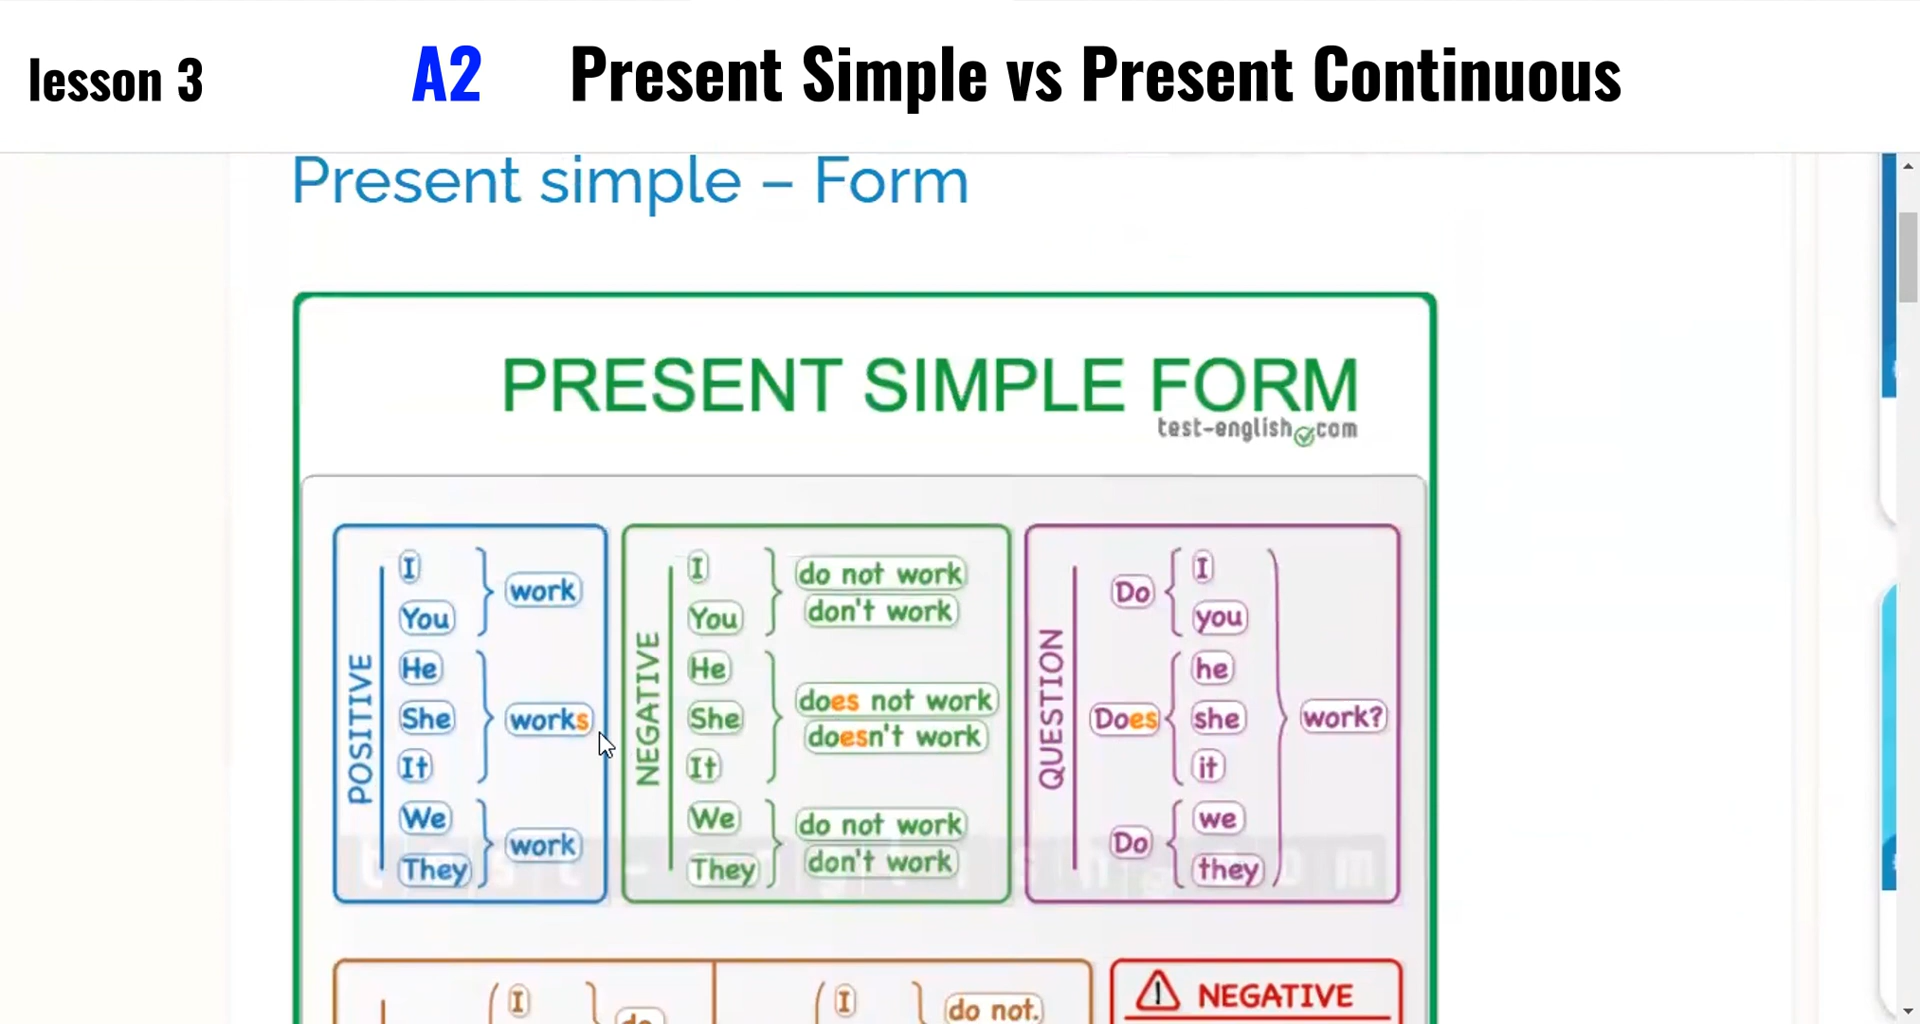 lesson 3
A2
Present Simple vs Present Continuous
Present simple – Form
PRESENT SIMPLE FORM
test-english.com
POSITIVE
I
You
work
He
She
It
works
We
They
work
NEGATIVE
I
You
do not work
don't work
He
She
It
does not work
doesn't work
We
They
do not work
don't work
QUESTION
Do
I
you
Does
he
she
it
Do
we
they
work?
I
do
I
do not.
NEGATIVE